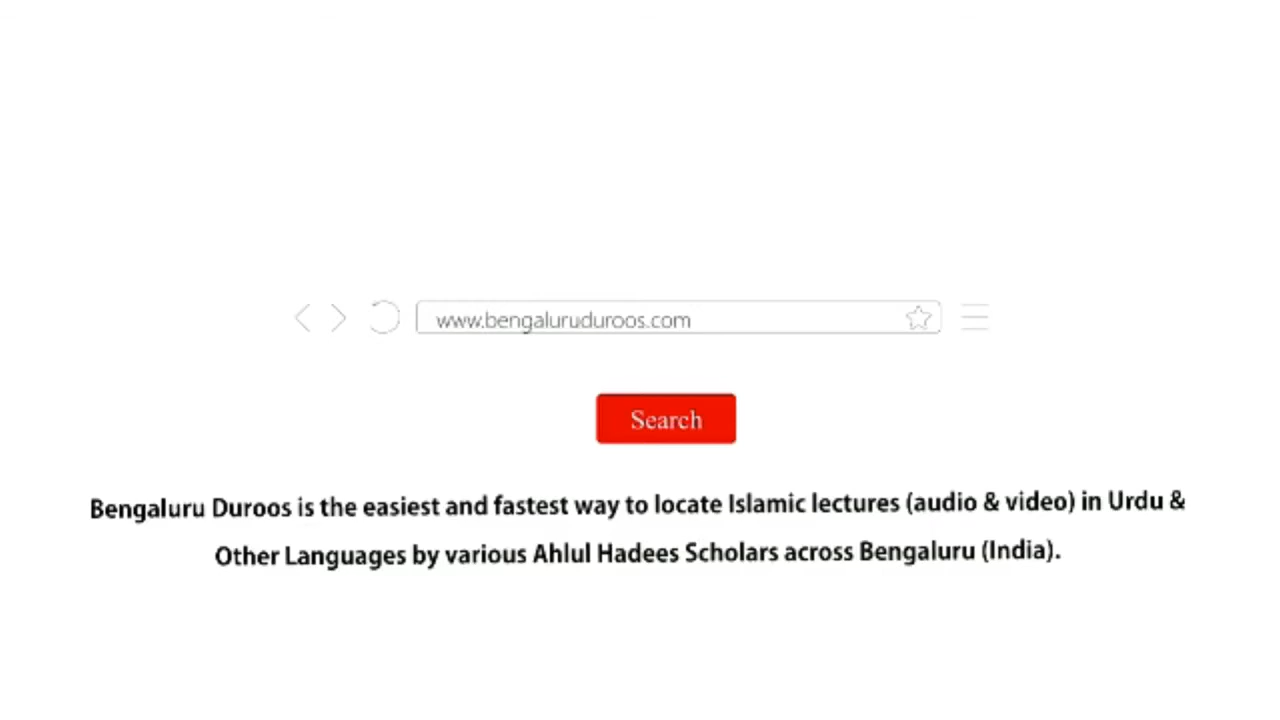 www.bengaluruduroos.com
Search
Bengaluru Duroos is the easiest and fastest way to locate Islamic lectures (audio & video) in Urdu &
Other Languages by various Ahlul Hadees Scholars across Bengaluru (India).